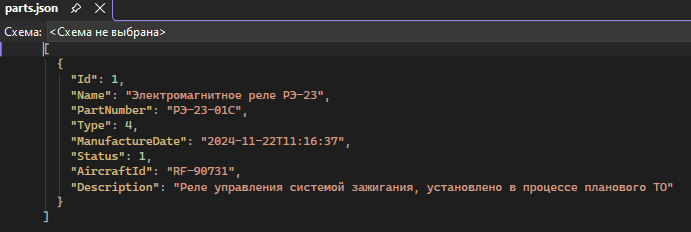 parts.json
Схема: <Схема не выбрана>
[
{
"Id": 1,
"Name": "Электромагнитное реле РЭ-23",
"PartNumber": "РЭ-23-01С",
"Type": 4,
"ManufactureDate": "2024-11-22T11:16:37",
"Status": 1,
"AircraftId": "RF-90731",
"Description": "Реле управления системой зажигания, установлено в процессе планового ТО"
}
]